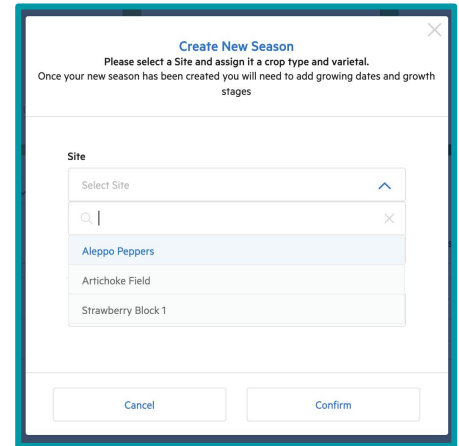 Create New Season
Please select a Site and assign it a crop type and varietal.
Once your new season has been created you will need to add growing dates and growth
stages
Site
Select Site
Aleppo Peppers
Artichoke Field
Strawberry Block 1
Cancel
Confirm